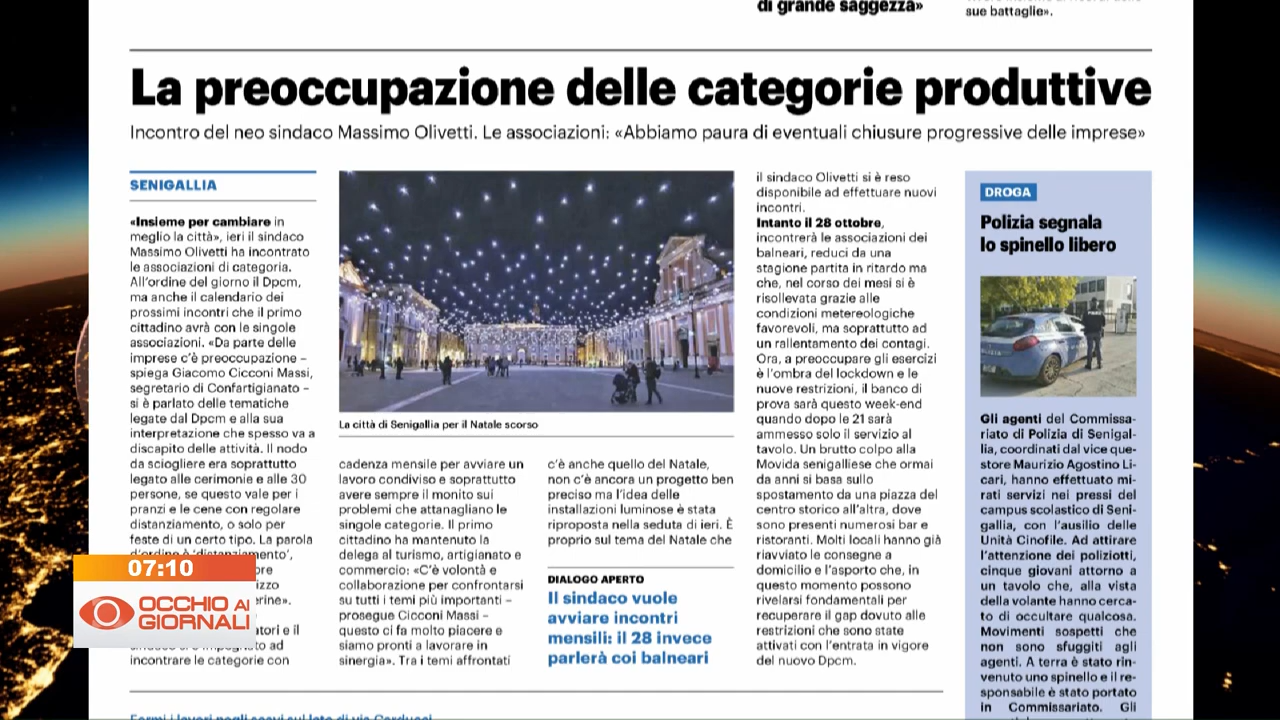 di grande saggezza»
sue battaglie».
La preoccupazione delle categorie produttive
Incontro del neo sindaco Massimo Olivetti. Le associazioni: «Abbiamo paura di eventuali chiusure progressive delle imprese»
SENIGALLIA
«Insieme per cambiare in
meglio la città», ieri il sindaco
Massimo Olivetti ha incontrato
le associazioni di categoria.
All'ordine del giorno il Dpcm,
ma anche il calendario dei
prossimi incontri che il primo
cittadino avrà con le singole
associazioni. «Da parte delle
imprese c'è preoccupazione –
spiega Giacomo Cicconi Massi,
segretario di Confartigianato –
si è parlato delle tematiche
legate dal Dpcm e alla sua
interpretazione che spesso va a
discapito delle attività. Il nodo
da sciogliere era soprattutto
legato alle cerimonie e alle 30
persone, se questo vale per i
pranzi e le cene con regolare
distanziamento, o solo per
feste di un certo tipo. La parola
incontrare le categorie con
La città di Senigallia per il Natale scorso
cadenza mensile per avviare un
lavoro condiviso e soprattutto
avere sempre il monito sui
problemi che attanagliano le
singole categorie. Il primo
cittadino ha mantenuto la
delega al turismo, artigianato e
commercio: «C'è volontà e
collaborazione per confrontarsi
su tutti i temi più importanti –
prosegue Cicconi Massi –
questo ci fa molto piacere e
siamo pronti a lavorare in
sinergia». Tra i temi affrontati
c'è anche quello del Natale,
non c'è ancora un progetto ben
preciso ma l'idea delle
installazioni luminose è stata
riproposta nella seduta di ieri. È
proprio sul tema del Natale che
DIALOGO APERTO
Il sindaco vuole
avviare incontri
mensili: il 28 invece
parlerà coi balneari
il sindaco Olivetti si è reso
disponibile ad effettuare nuovi
incontri.
Intanto il 28 ottobre,
incontrerà le associazioni dei
balneari, reduci da una
stagione partita in ritardo ma
che, nel corso dei mesi si è
risollevata grazie alle
condizioni metereologiche
favorevoli, ma soprattutto ad
un rallentamento dei contagi.
Ora, a preoccupare gli esercizi
è l'ombra del lockdown e le
nuove restrizioni, il banco di
prova sarà questo week-end
quando dopo le 21 sarà
ammesso solo il servizio al
tavolo. Un brutto colpo alla
Movida senigalliese che ormai
da anni si basa sullo
spostamento da una piazza del
centro storico all'altra, dove
sono presenti numerosi bar e
ristoranti. Molti locali hanno già
riavviato le consegne a
domicilio e l'asporto che, in
questo momento possono
rivelarsi fondamentali per
recuperare il gap dovuto alle
restrizioni che sono state
attivati con l'entrata in vigore
del nuovo Dpcm.
DROGA
Polizia segnala
lo spinello libero
Gli agenti del Commissa-
riato di Polizia di Senigal-
lia, coordinati dal vice que-
store Maurizio Agostino Li-
cari, hanno effettuato mi-
rati servizi nei pressi del
campus scolastico di Seni-
gallia, con l'ausilio delle
Unità Cinofile. Ad attirare
l'attenzione dei poliziotti,
cinque giovani attorno a
un tavolo che, alla vista
della volante hanno cerca-
to di occultare qualcosa.
Movimenti sospetti che
non sono sfuggiti agli
agenti. A terra è stato rin-
venuto uno spinello e il re-
sponsabile è stato portato
in Commissariato. Gli
07:10
OCCHIO AI
GIORNALI